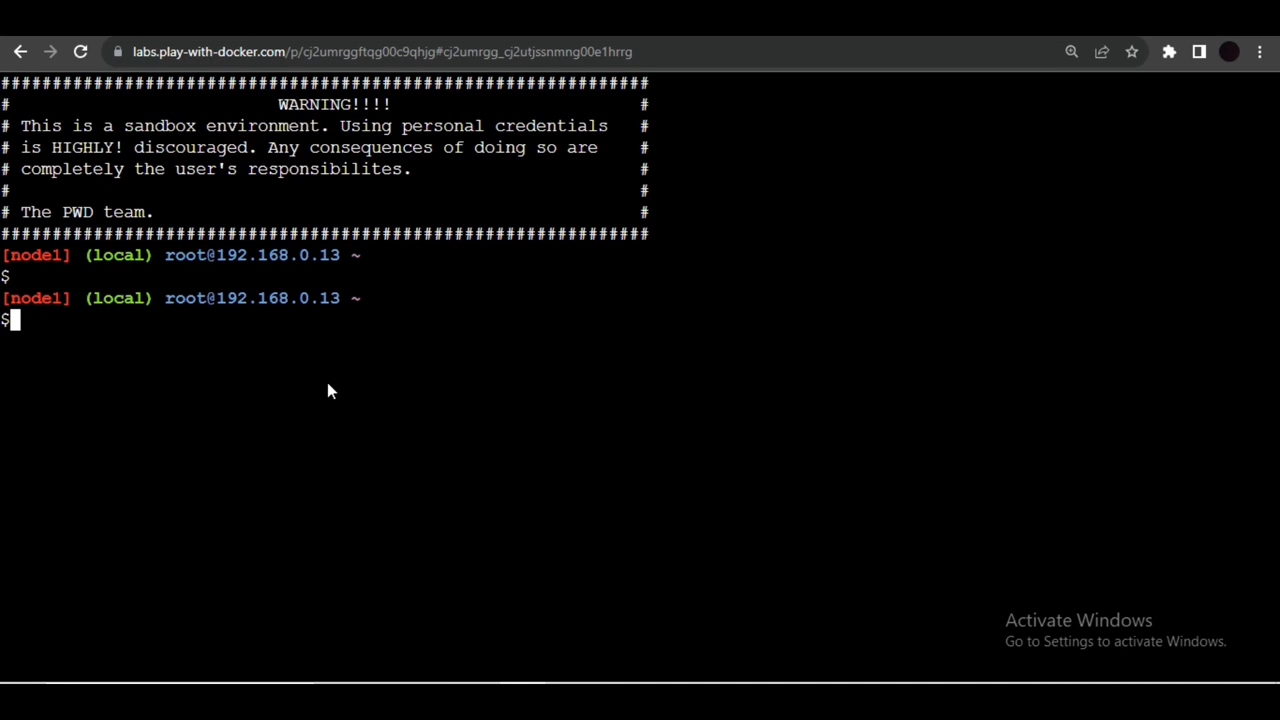 labs.play-with-docker.com/p/cj2umrggftqg00c9qhjg#cj2umrgg_cj2utjssnmng00e1hrrg
###############################################################
# WARNING!!!! #
# This is a sandbox environment. Using personal credentials #
# is HIGHLY! discouraged. Any consequences of doing so are #
# completely the user's responsibilites. #
# #
# The PWD team. #
###############################################################
[node1] (local) root@192.168.0.13 ~
$
[node1] (local) root@192.168.0.13 ~
$
Activate Windows
Go to Settings to activate Windows.